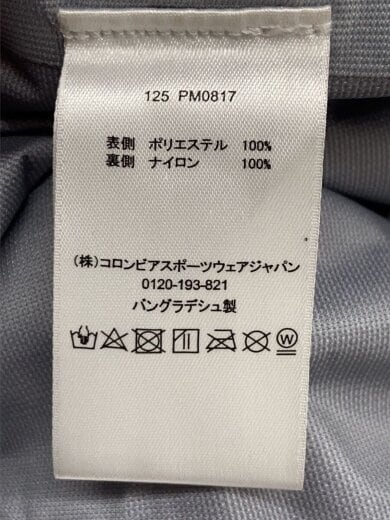 125 PM0817
表側 ポリエステル 100%
裏側 ナイロン 100%
(株)コロンビアスポーツウェアジャパン
0120-193-821
バングラデシュ製
W